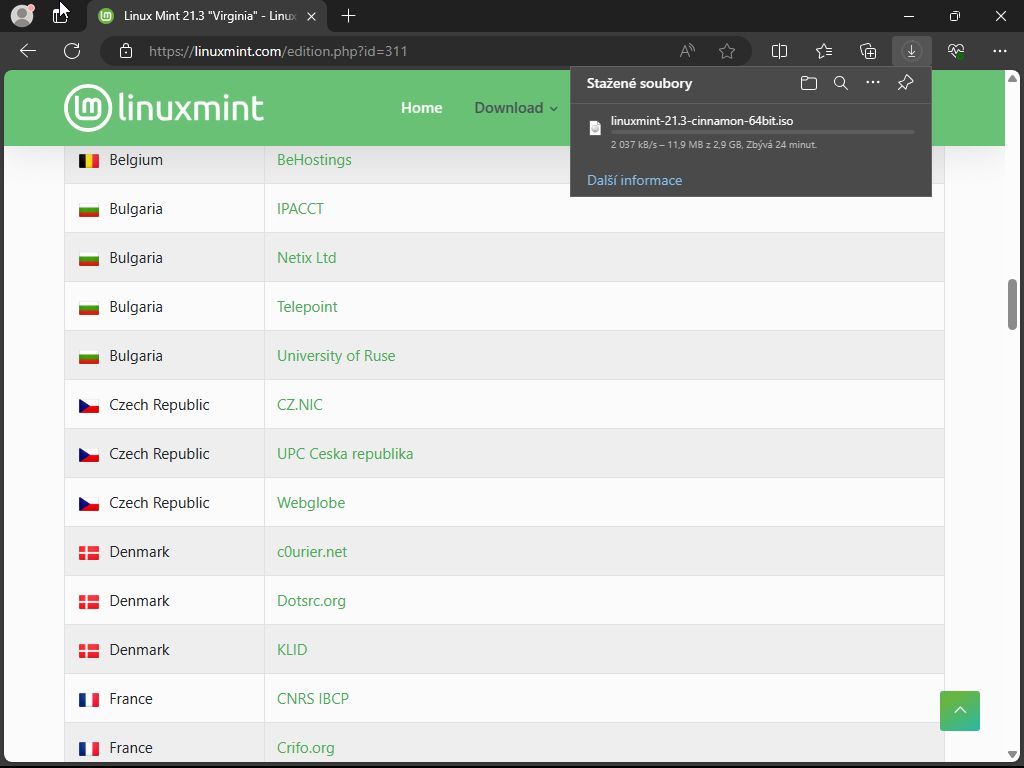 Linux Mint 21.3 "Virginia" - Linux
https://linuxmint.com/edition.php?id=311
linuxmint
Home
Download
Stažené soubory
linuxmint-21.3-cinnamon-64bit.iso
2 037 kB/s – 11,9 MB z 2,9 GB, Zbývá 24 minut.
Další informace
Belgium BeHostings
Bulgaria IPACCT
Bulgaria Netix Ltd
Bulgaria Telepoint
Bulgaria University of Ruse
Czech Republic CZ.NIC
Czech Republic UPC Ceska republika
Czech Republic Webglobe
Denmark c0urier.net
Denmark Dotsrc.org
Denmark KLID
France CNRS IBCP
France Crifo.org